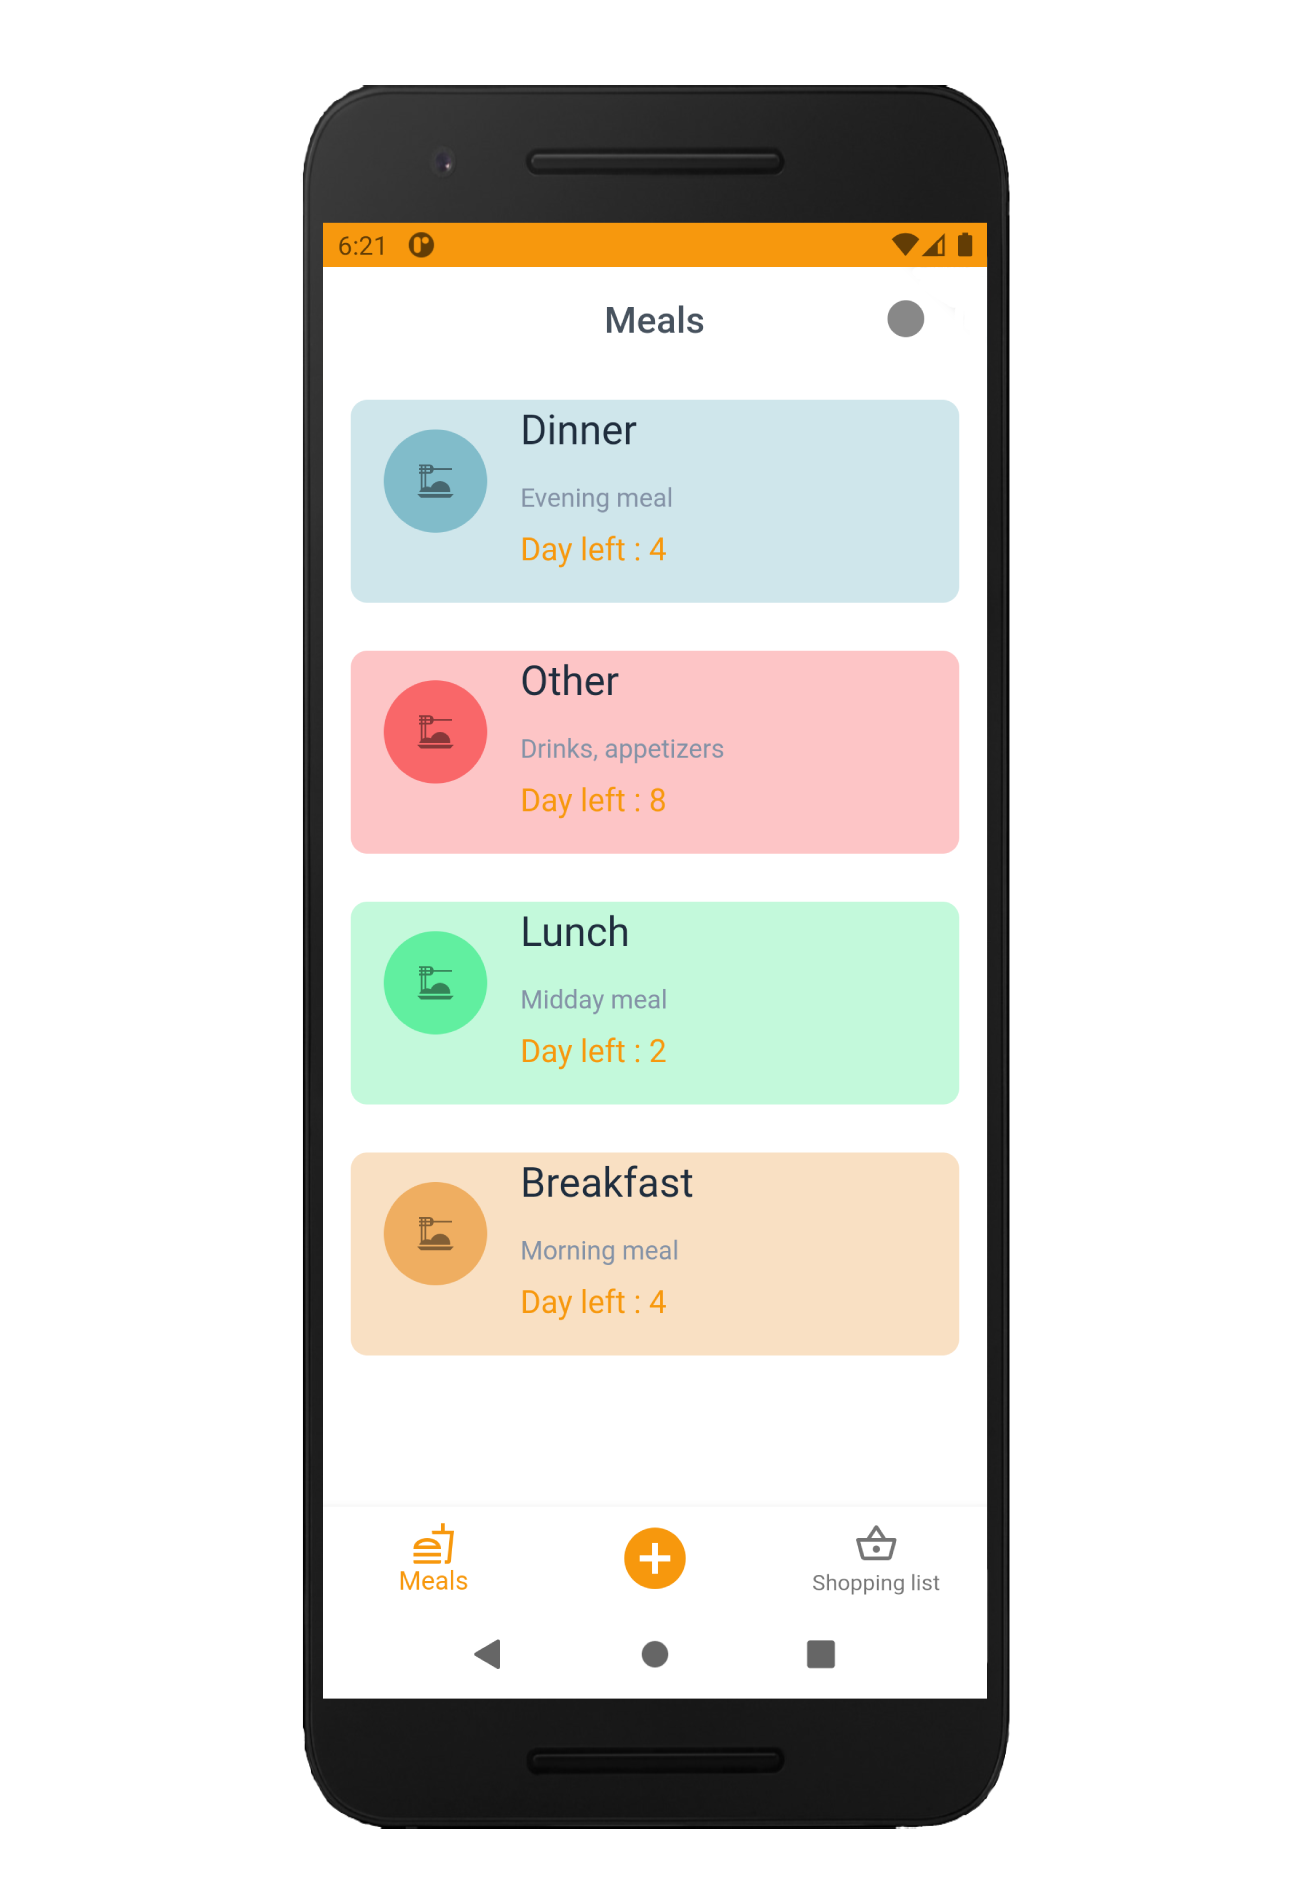 6:21
Meals
Dinner
Evening meal
Day left : 4
Other
Drinks, appetizers
Day left : 8
Lunch
Midday meal
Day left : 2
Breakfast
Morning meal
Day left : 4
Meals
Shopping list